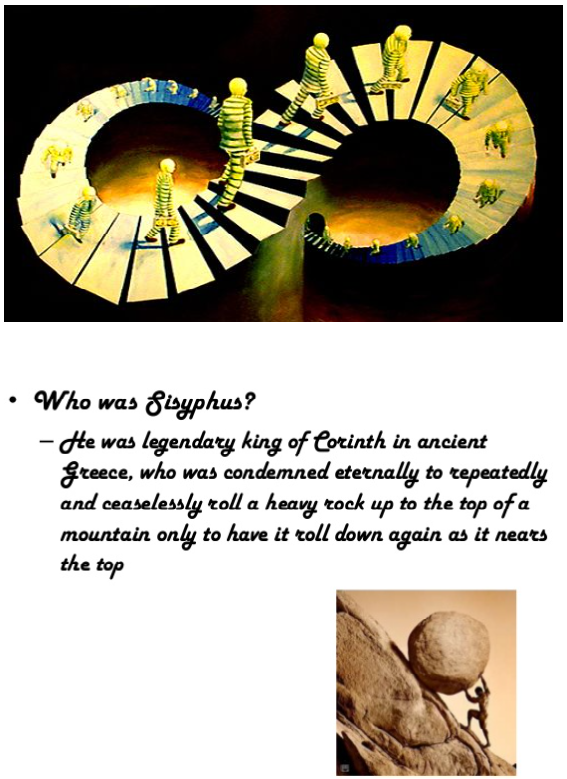 • Who was Sisyphus?
– He was legendary king of Corinth in ancient
Greece, who was condemned eternally to repeatedly
and ceaselessly roll a heavy rock up to the top of a
mountain only to have it roll down again as it nears
the top